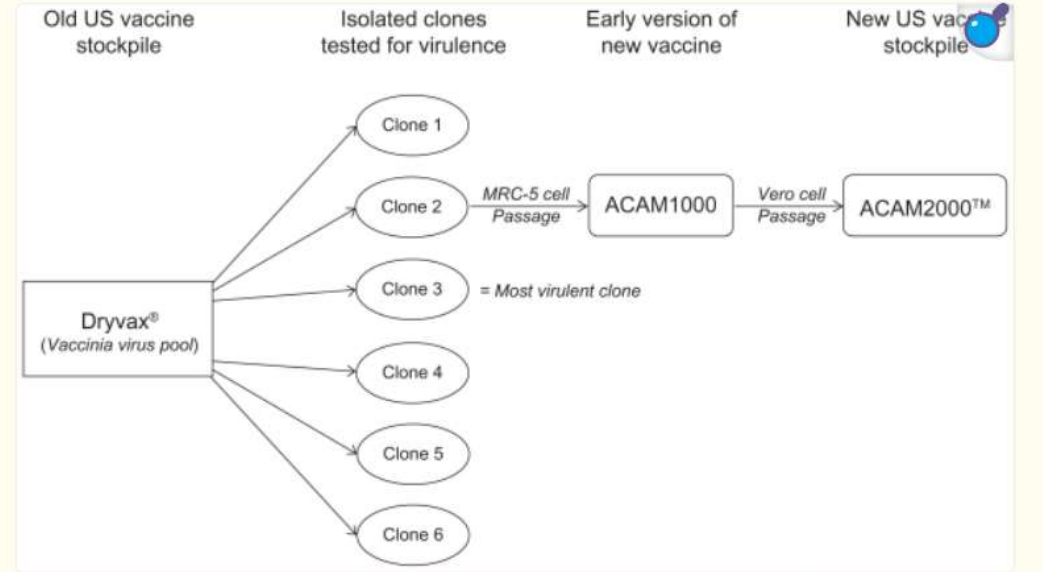 Old US vaccine
stockpile
Isolated clones
tested for virulence
Early version of
new vaccine
New US vaccine
stockpile
Clone 1
Clone 2
MRC-5 cell
Passage
ACAM1000
Vero cell
Passage
ACAM2000™
Clone 3
= Most virulent clone
Dryvax®
(Vaccinia virus pool)
Clone 4
Clone 5
Clone 6